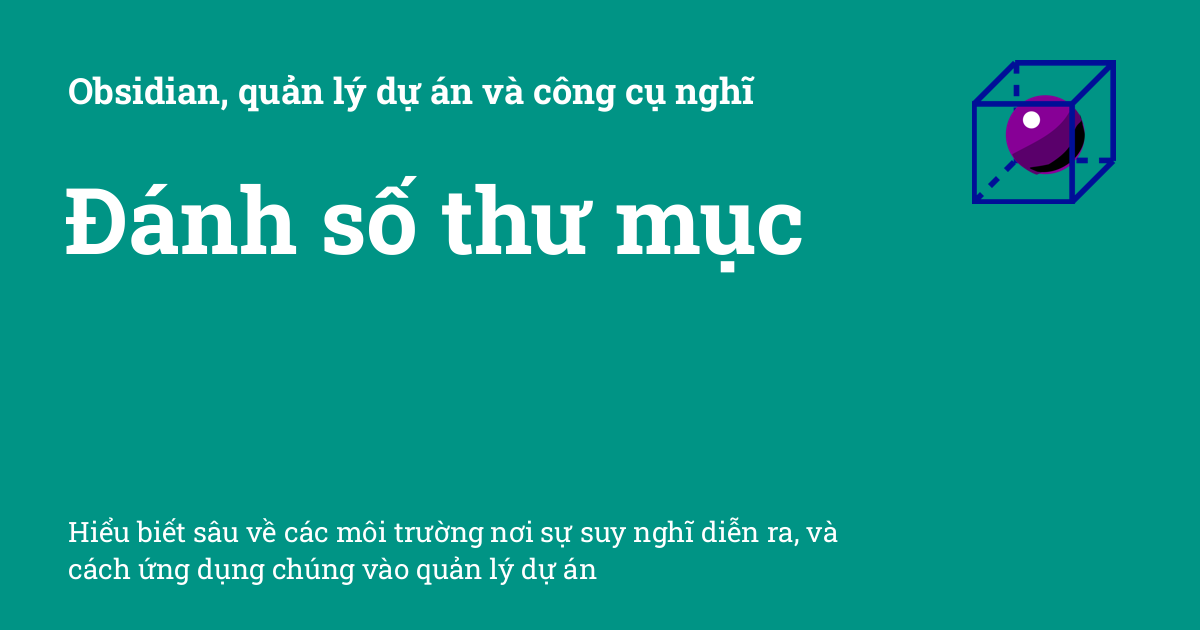 Obsidian, quản lý dự án và công cụ nghĩ
Đánh số thư mục
Hiểu biết sâu về các môi trường nơi sự suy nghĩ diễn ra, và
cách ứng dụng chúng vào quản lý dự án